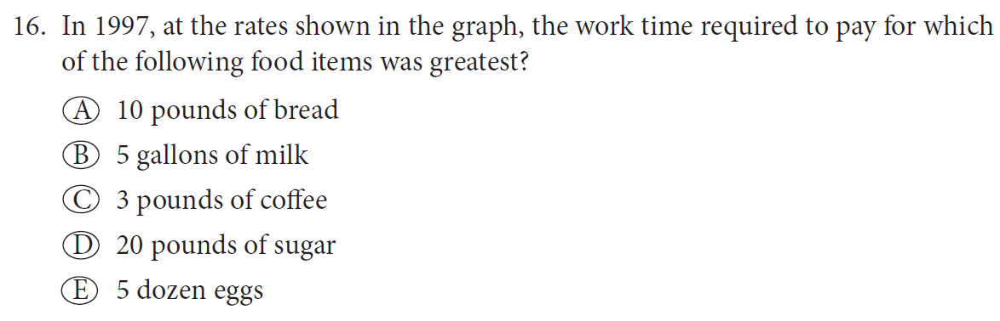 16. In 1997, at the rates shown in the graph, the work time required to pay for which
of the following food items was greatest?
A 10 pounds of bread
B 5 gallons of milk
C 3 pounds of coffee
D 20 pounds of sugar
E 5 dozen eggs